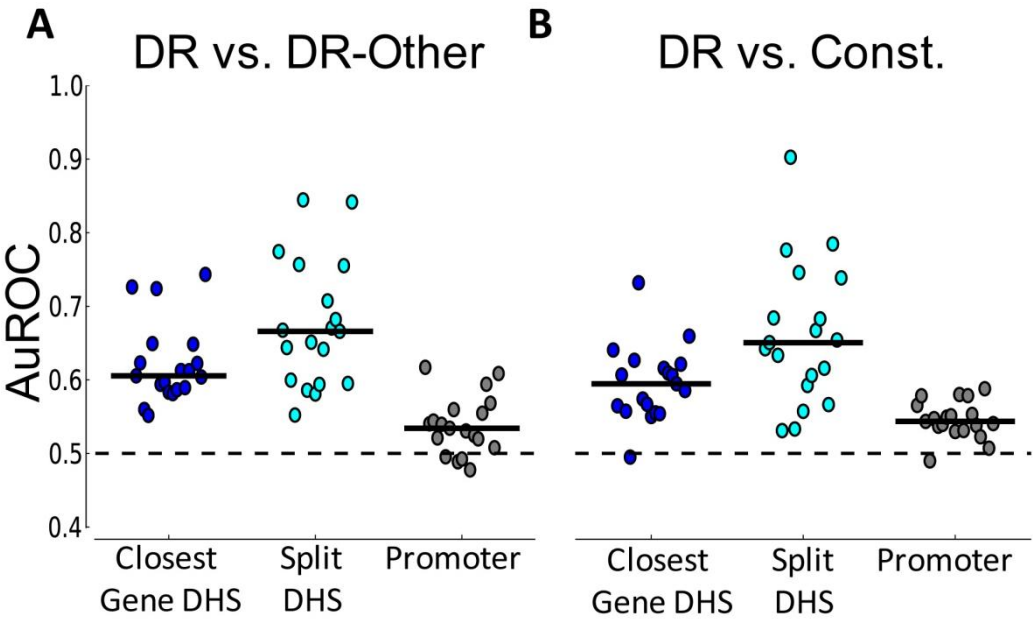 A
DR vs. DR-Other
B
DR vs. Const.
AuROC
1.0
0.9
0.8
0.7
0.6
0.5
0.4
Closest
Gene DHS
Split
DHS
Promoter
Closest
Gene DHS
Split
DHS
Promoter